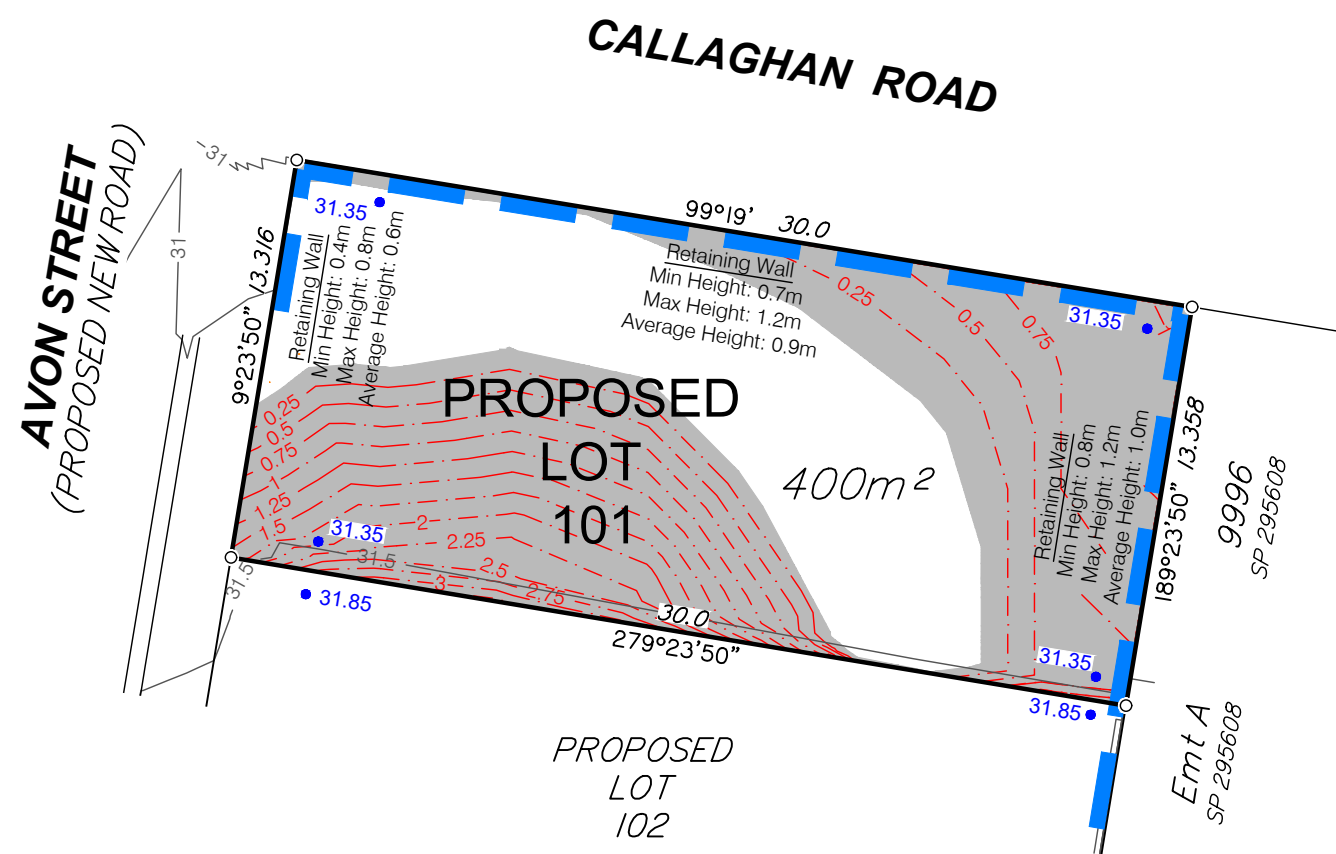 CALLAGHAN ROAD
AVON STREET
(PROPOSED NEW ROAD)
31
31
99°19' 30.0
31.35
Retaining Wall
Min Height: 0.4m
Max Height: 0.8m
Average Height: 0.6m
9°23'50" 13.316
Retaining Wall
Min Height: 0.7m
Max Height: 1.2m
Average Height: 0.9m
0.25
0.5
0.75
31.35
1
PROPOSED
LOT
101
400m²
0.25
0.5
0.75
1
1.25
1.5
2
2.25
2.5
2.75
3
31.35
31.5
31.5
31.85
30.0
279°23'50"
Retaining Wall
Min Height: 0.8m
Max Height: 1.2m
Average Height: 1.0m
189°23'50" 13.358
9996
SP 295608
31.35
31.85
Emt A
SP 295608
PROPOSED
LOT
102